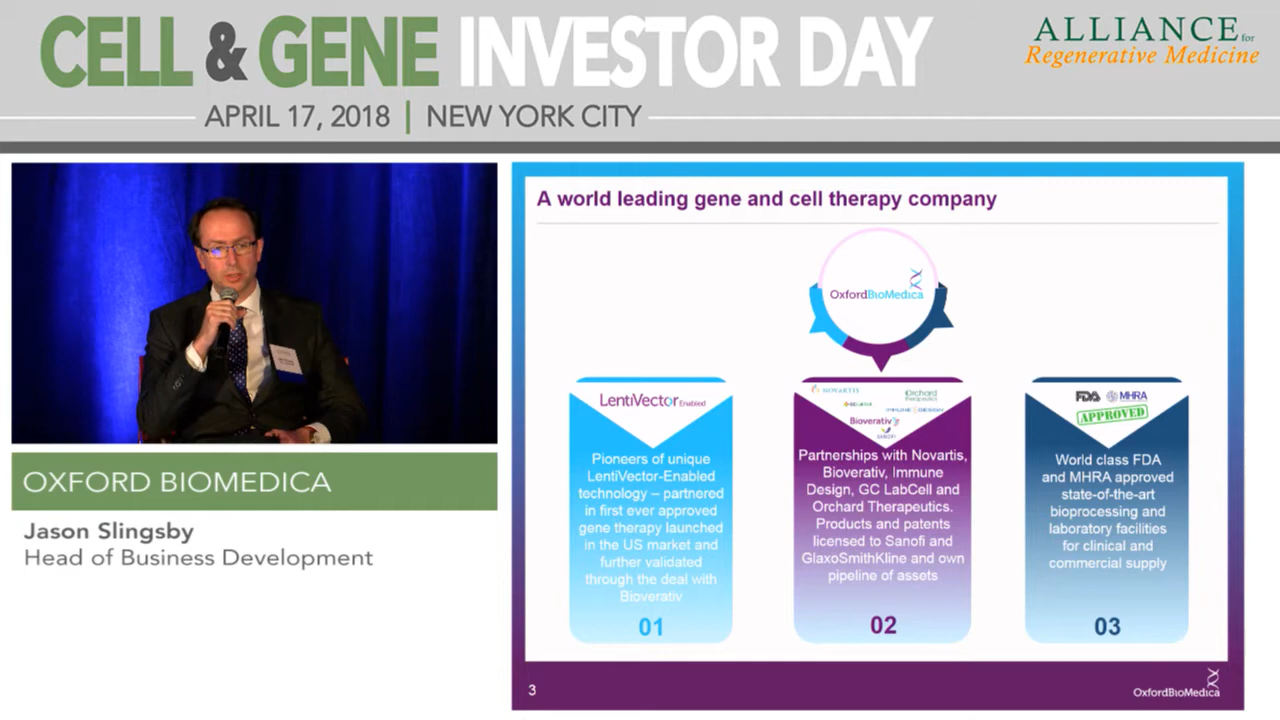 CELL & GENE INVESTOR DAY
APRIL 17, 2018 | NEW YORK CITY
ALLIANCE for
Regenerative Medicine
OXFORD BIOMEDICA
Jason Slingsby
Head of Business Development
A world leading gene and cell therapy company
OxfordBioMedica
LentiVector Enabled
Pioneers of unique
LentiVector-Enabled
technology – partnered
in first ever approved
gene therapy launched
in the US market and
further validated
through the deal with
Bioverativ
01
NOVARTIS
Orchard
therapeutics
IMMUNE DESIGN
Bioverativ
SANOFI
Partnerships with Novartis,
Bioverativ, Immune
Design, GC LabCell and
Orchard Therapeutics.
Products and patents
licensed to Sanofi and
GlaxoSmithKline and own
pipeline of assets
02
FDA MHRA
APPROVED
World class FDA
and MHRA approved
state-of-the-art
bioprocessing and
laboratory facilities
for clinical and
commercial supply
03
3
OxfordBioMedica